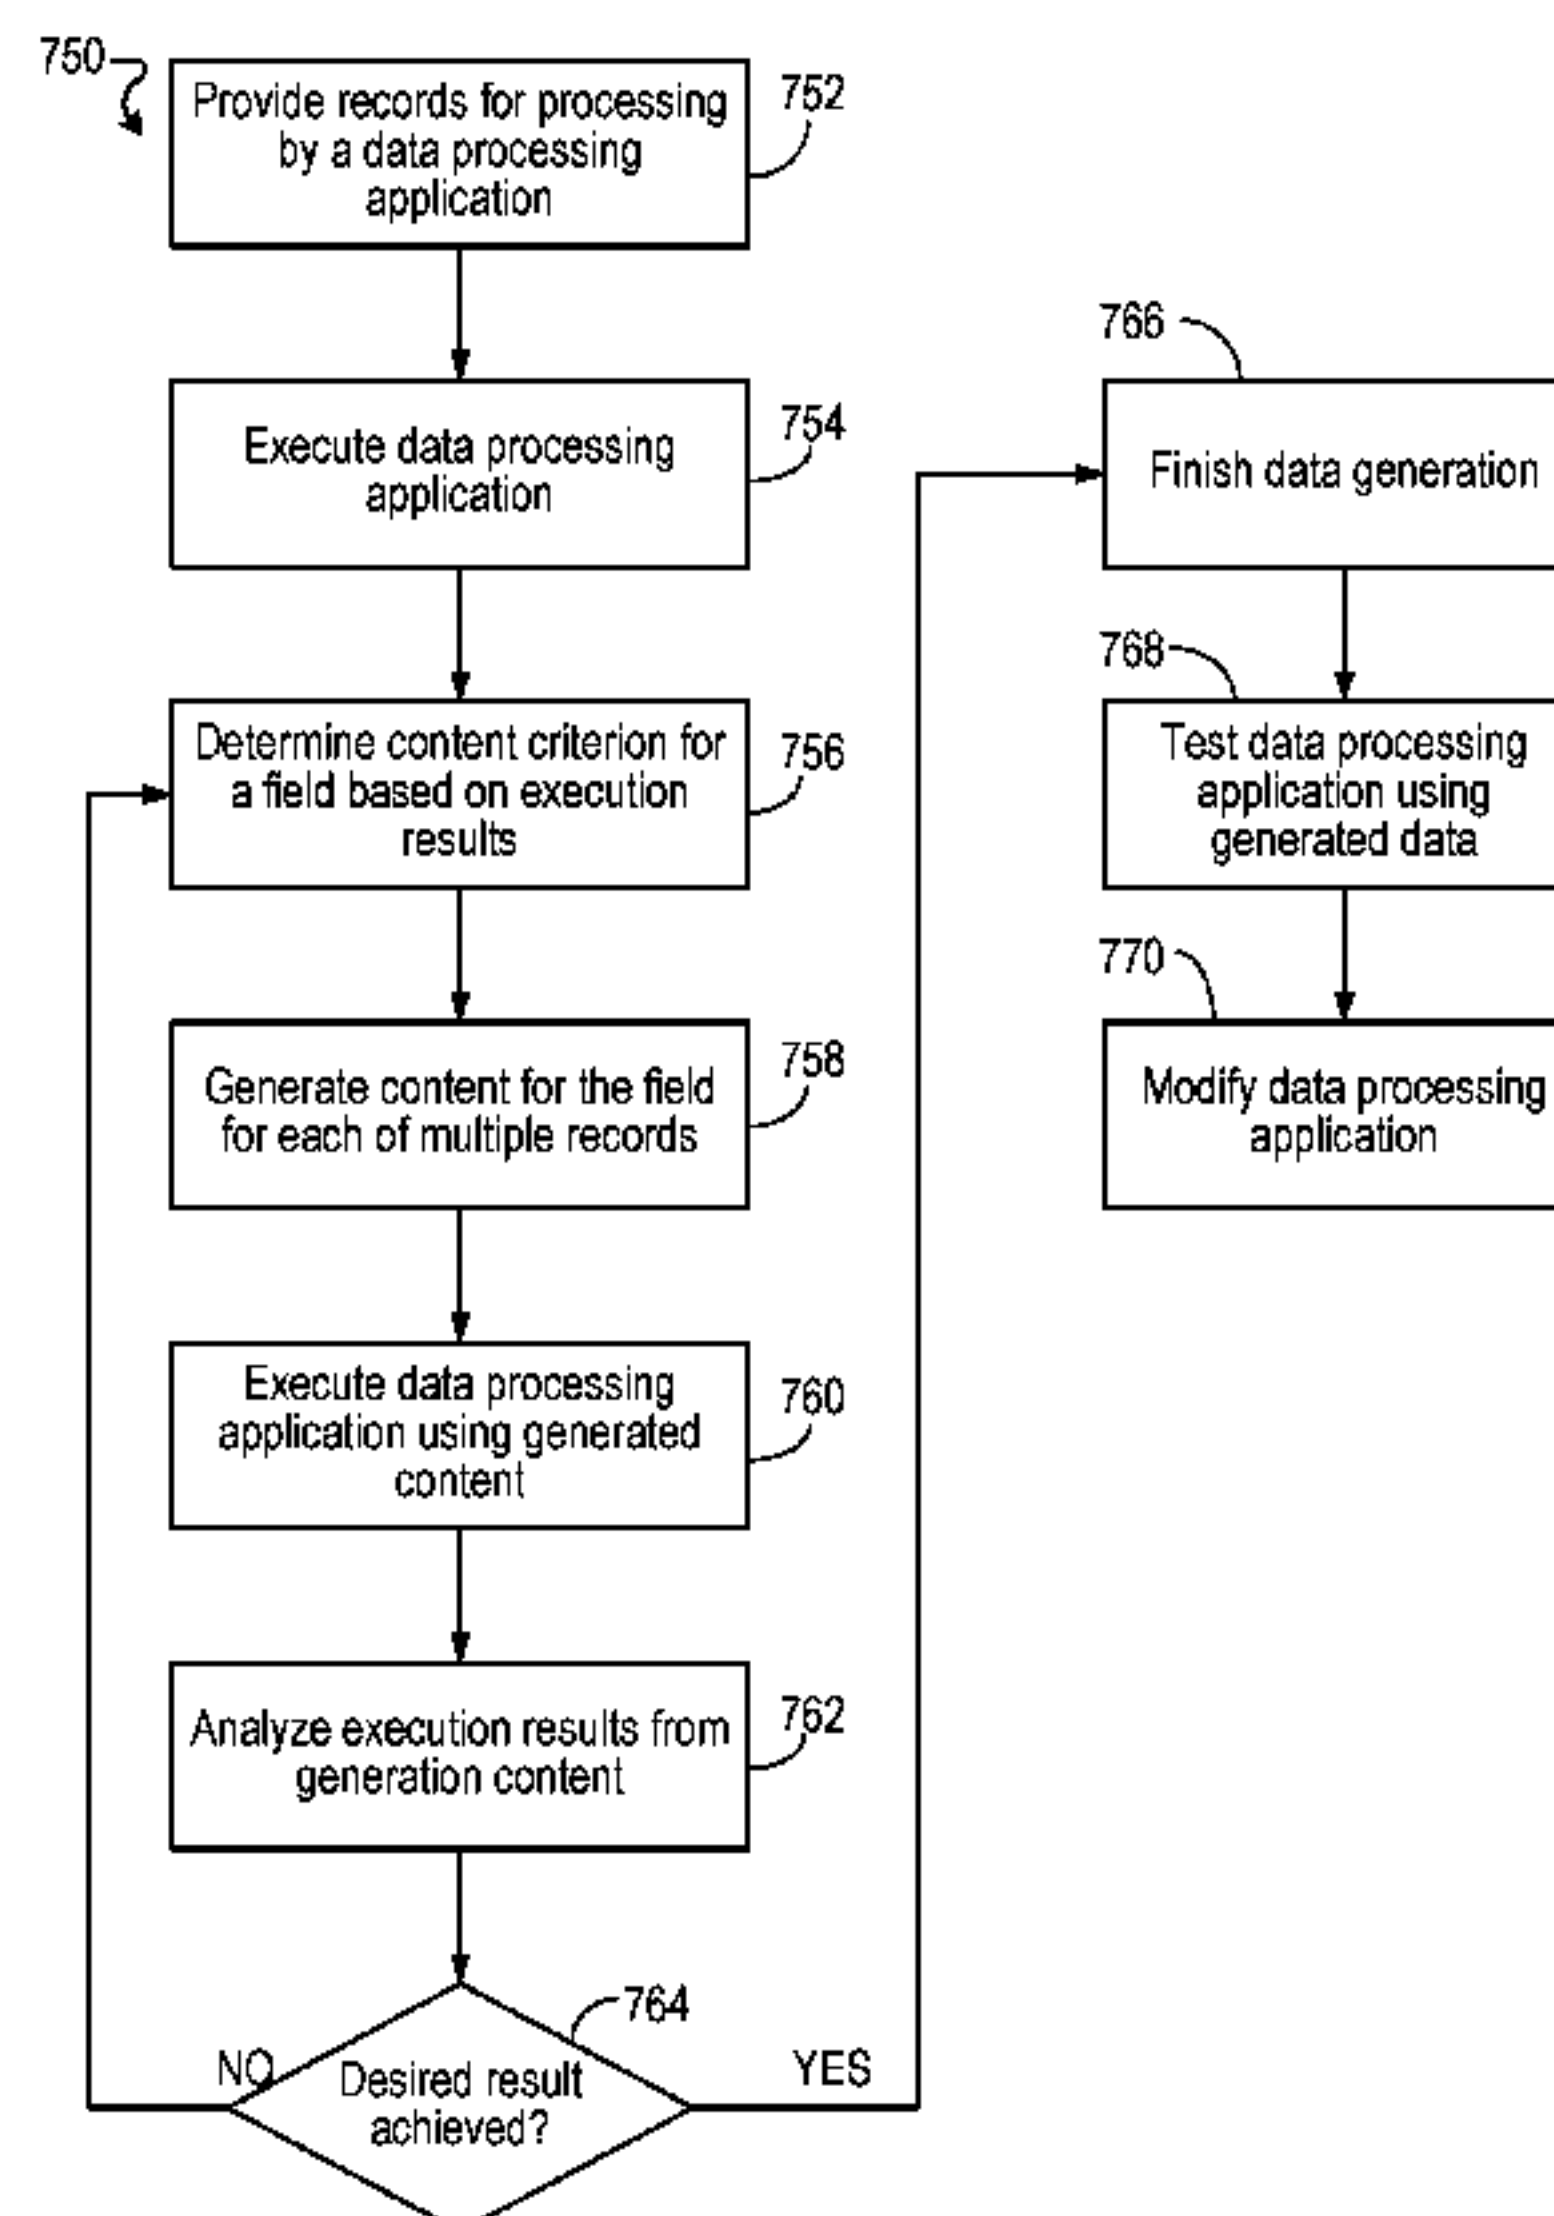 750
Provide records for processing
by a data processing
application
752
Execute data processing
application
754
Determine content criterion for
a field based on execution
results
756
Generate content for the field
for each of multiple records
758
Execute data processing
application using generated
content
760
Analyze execution results from
generation content
762
764
NO
Desired result
achieved?
YES
766
Finish data generation
768
Test data processing
application using
generated data
770
Modify data processing
application